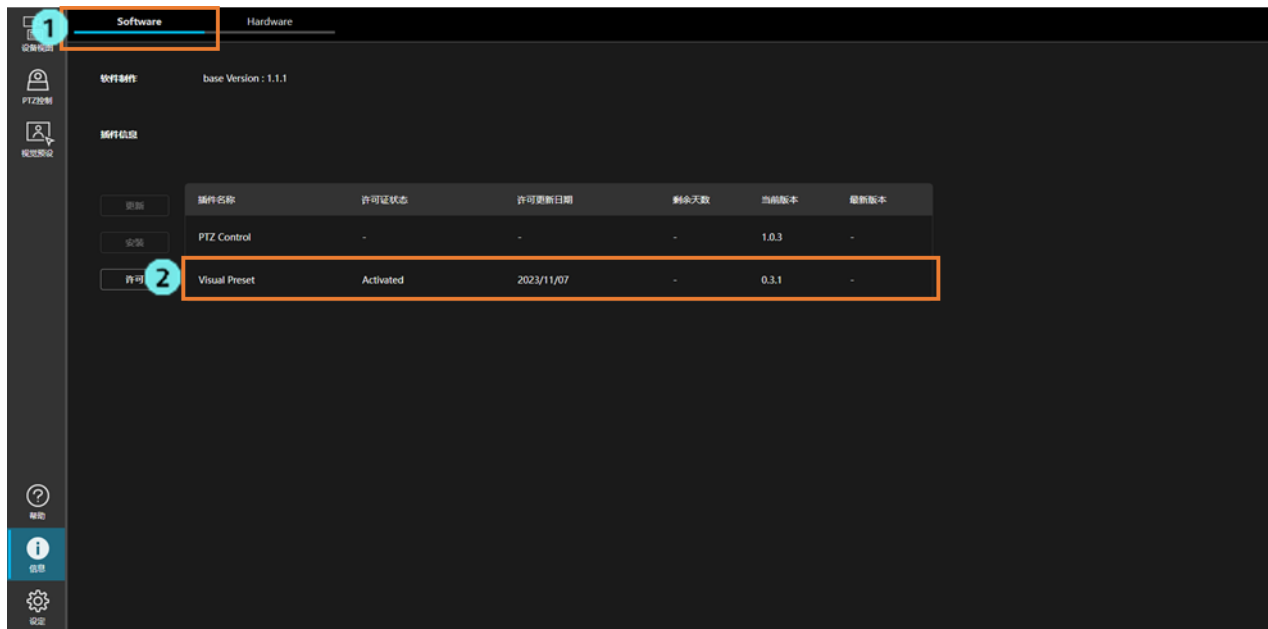 1
Software
Hardware
设备视图
PTZ控制
视觉预设
软件制作
base Version : 1.1.1
插件信息
更新
安装
许可
2
插件名称 许可证状态 许可更新日期 剩余天数 当前版本 最新版本
PTZ Control - - - 1.0.3 -
Visual Preset Activated 2023/11/07 - 0.3.1 -
帮助
信息
设定